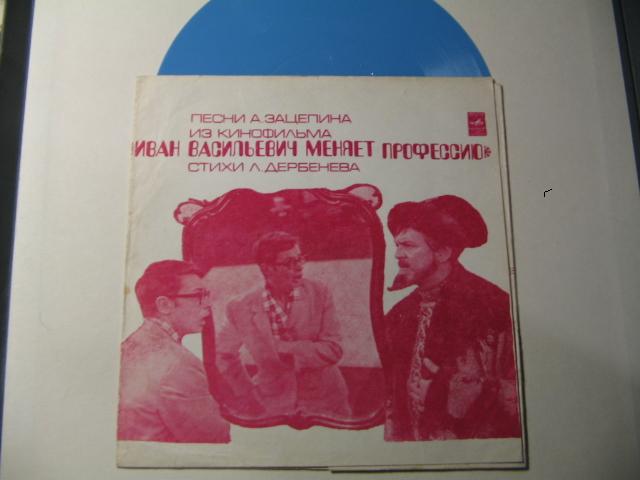 ПЕСНИ А.ЗАЦЕПИНА
ИЗ КИНОФИЛЬМА
"ИВАН ВАСИЛЬЕВИЧ МЕНЯЕТ ПРОФЕССИЮ"
СТИХИ Л.ДЕРБЕНЕВА